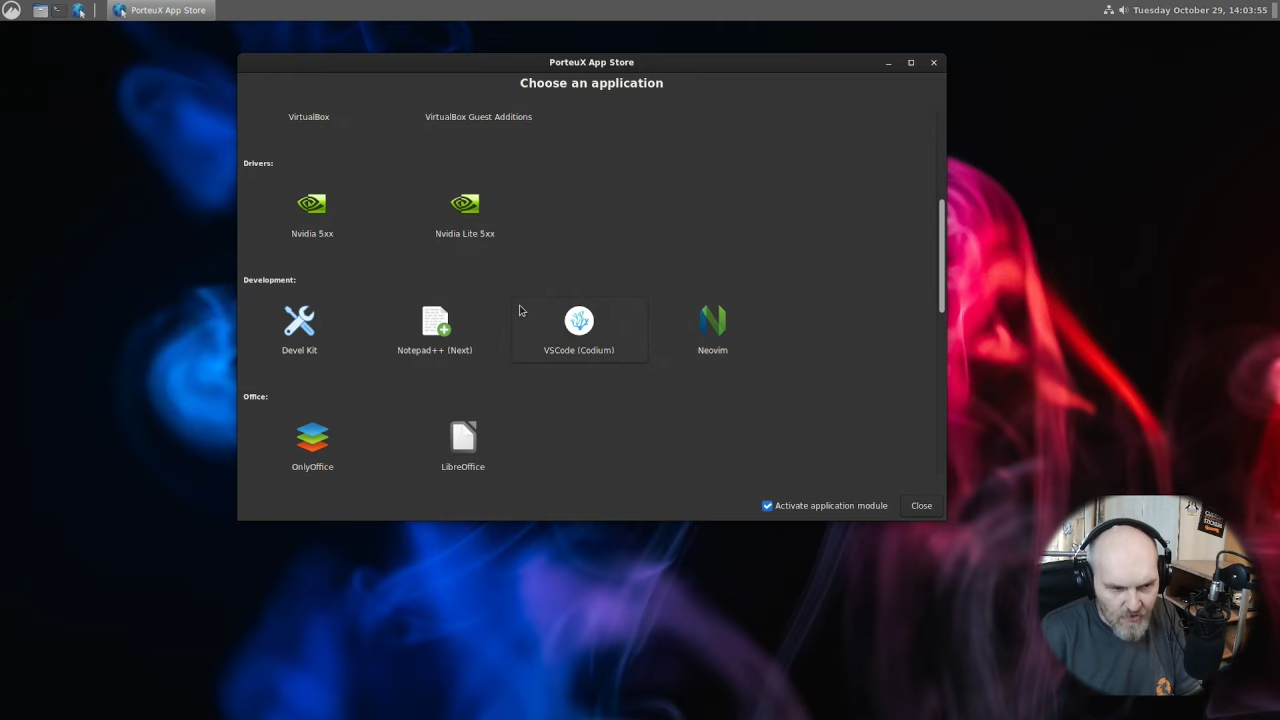 PorteuX App Store
Tuesday October 29, 14:03:55
PorteuX App Store
Choose an application
VirtualBox
VirtualBox Guest Additions
Drivers:
Nvidia 5xx
Nvidia Lite 5xx
Development:
Devel Kit
Notepad++ (Next)
VSCode (Codium)
Neovim
Office:
OnlyOffice
LibreOffice
Activate application module
Close